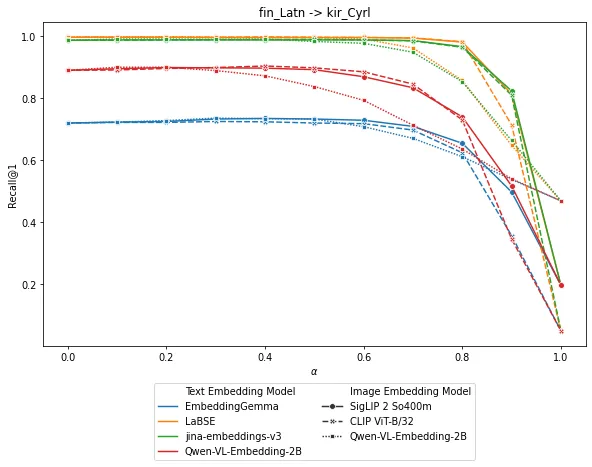 fin_Latn -> kir_Cyrl
Recall@1
1.0
0.8
0.6
0.4
0.2
0.0 0.2 0.4 0.6 0.8 1.0
α
Text Embedding Model
EmbeddingGemma
LaBSE
jina-embeddings-v3
Qwen-VL-Embedding-2B
Image Embedding Model
SigLIP 2 So400m
CLIP ViT-B/32
Qwen-VL-Embedding-2B